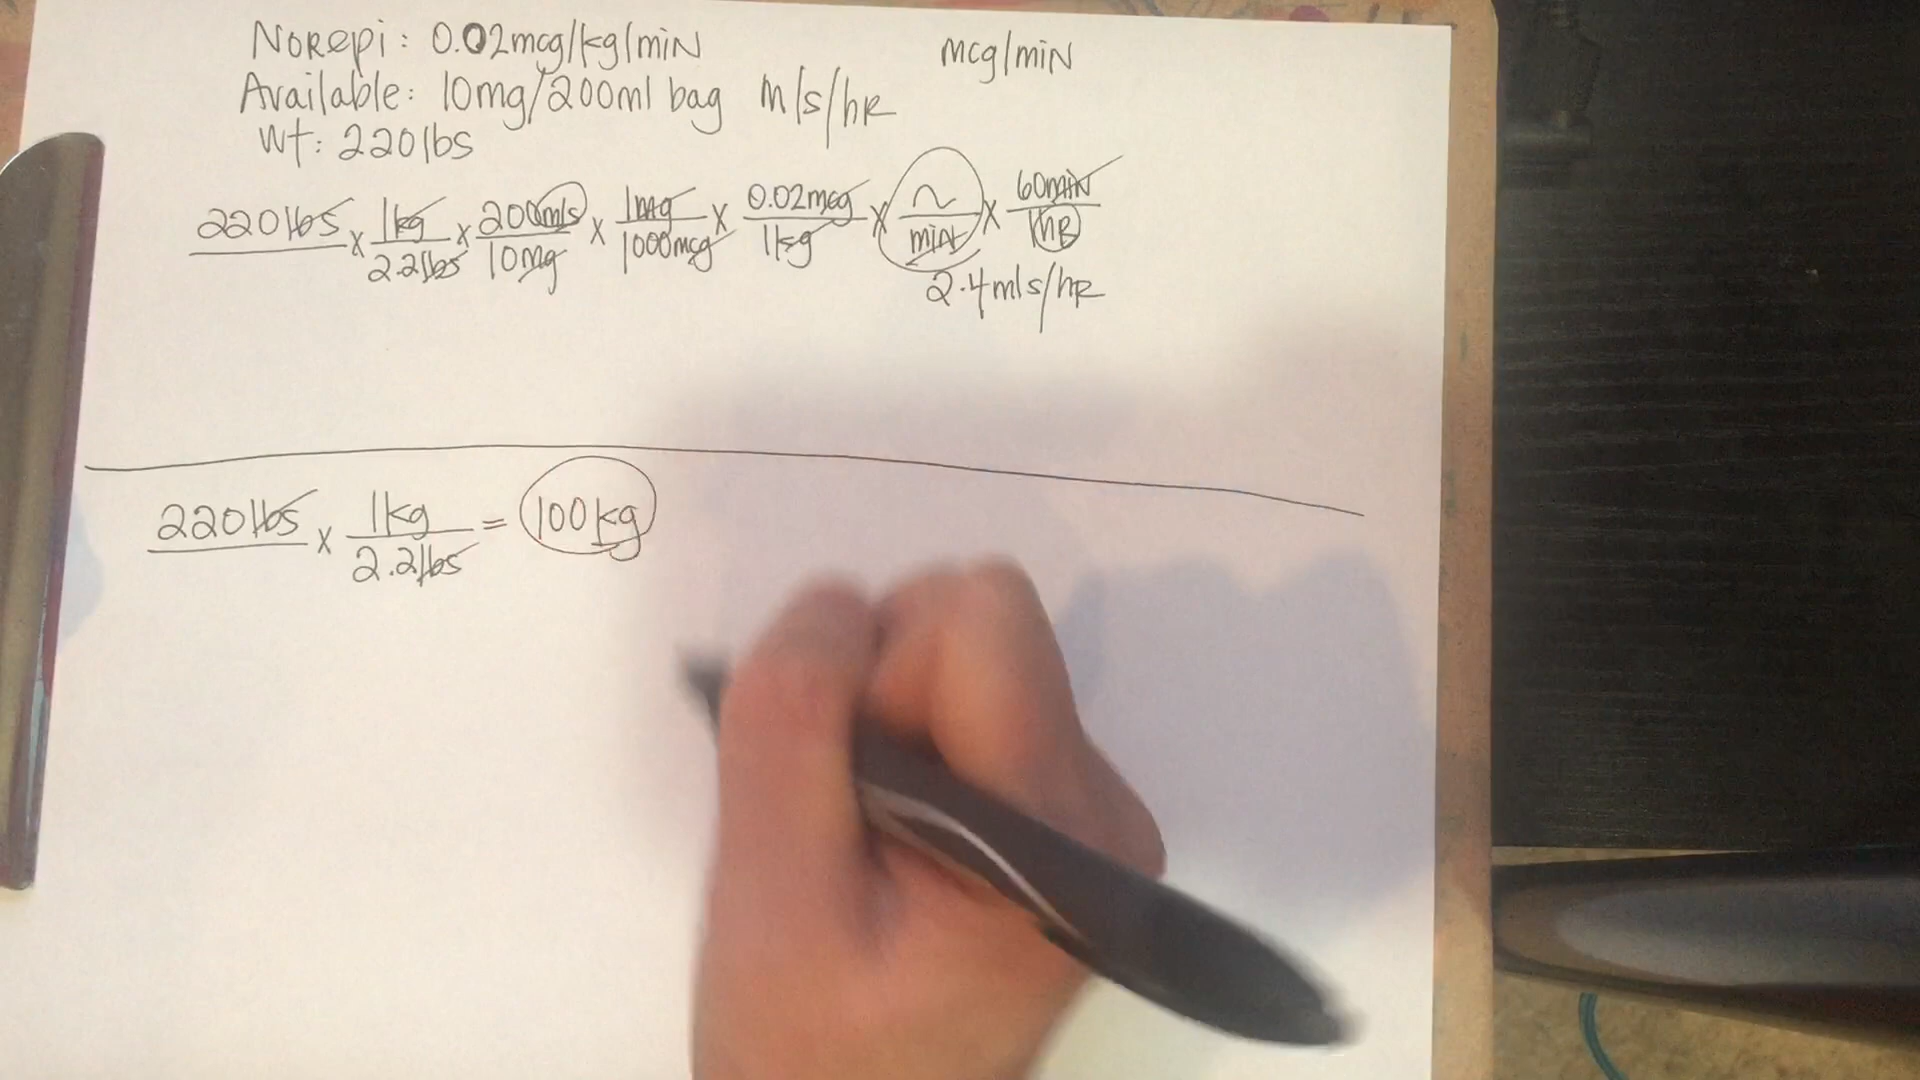 Norepi: 0.02mcg/kg/min mcg/min
Available: 10mg/200ml bag mls/hr
Wt: 220lbs
220lbs x 1kg/2.2lbs x 200mls/10mg x 1mg/1000mcg x 0.02mcg/1kg x ~/min x 60min/1hr
2.4mls/hr
220lbs x 1kg/2.2lbs = 100kg